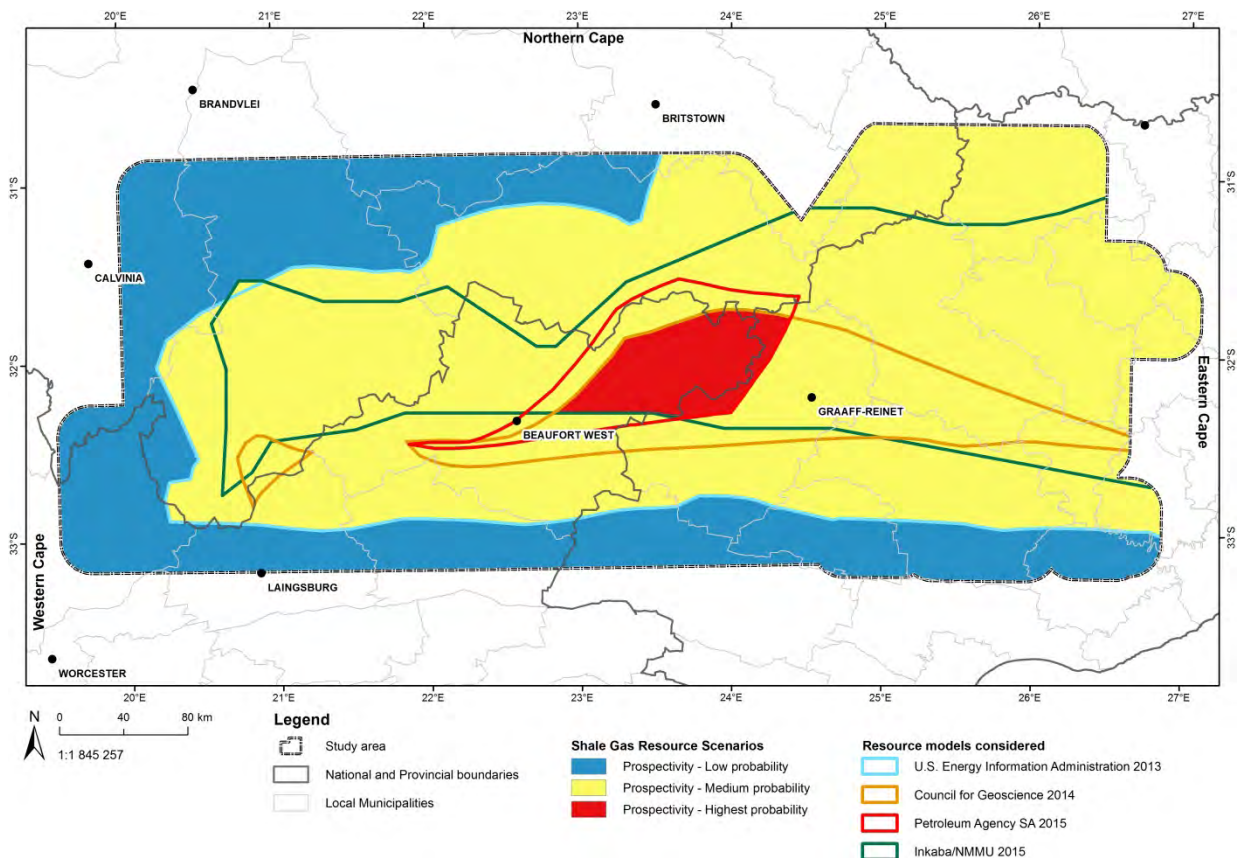 20°E 21°E 22°E 23°E 24°E 25°E 26°E 27°E
Northern Cape
BRANDVLEI
BRITSTOWN
31°S 31°S
CALVINIA
32°S 32°S
GRAAFF-REINET
BEAUFORT WEST
Eastern Cape
33°S 33°S
Western Cape
LAINGSBURG
WORCESTER
20°E 21°E 22°E 23°E 24°E 25°E 26°E 27°E
N
0 40 80 km
1:1 845 257
Legend
Study area
National and Provincial boundaries
Local Municipalities
Shale Gas Resource Scenarios
Prospectivity - Low probability
Prospectivity - Medium probability
Prospectivity - Highest probability
Resource models considered
U.S. Energy Information Administration 2013
Council for Geoscience 2014
Petroleum Agency SA 2015
Inkaba/NMMU 2015